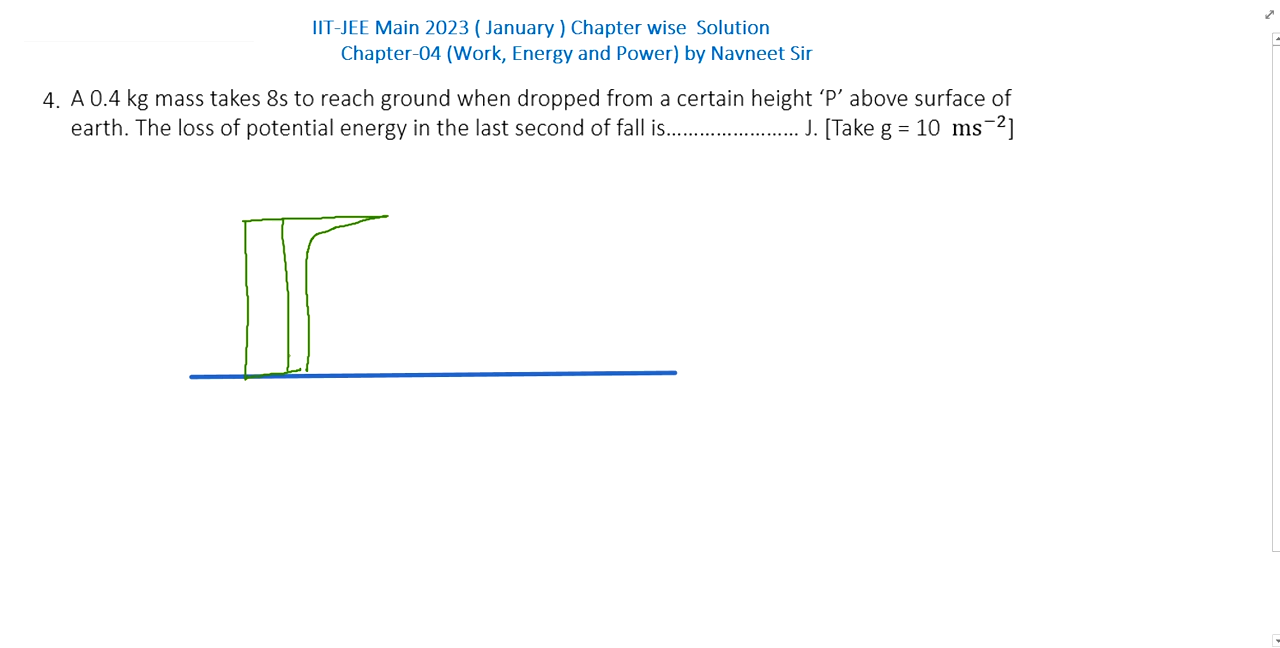 IIT-JEE Main 2023 ( January ) Chapter wise Solution
Chapter-04 (Work, Energy and Power) by Navneet Sir
4. A 0.4 kg mass takes 8s to reach ground when dropped from a certain height ‘P’ above surface of
earth. The loss of potential energy in the last second of fall is........................ J. [Take g = 10 ms⁻²]